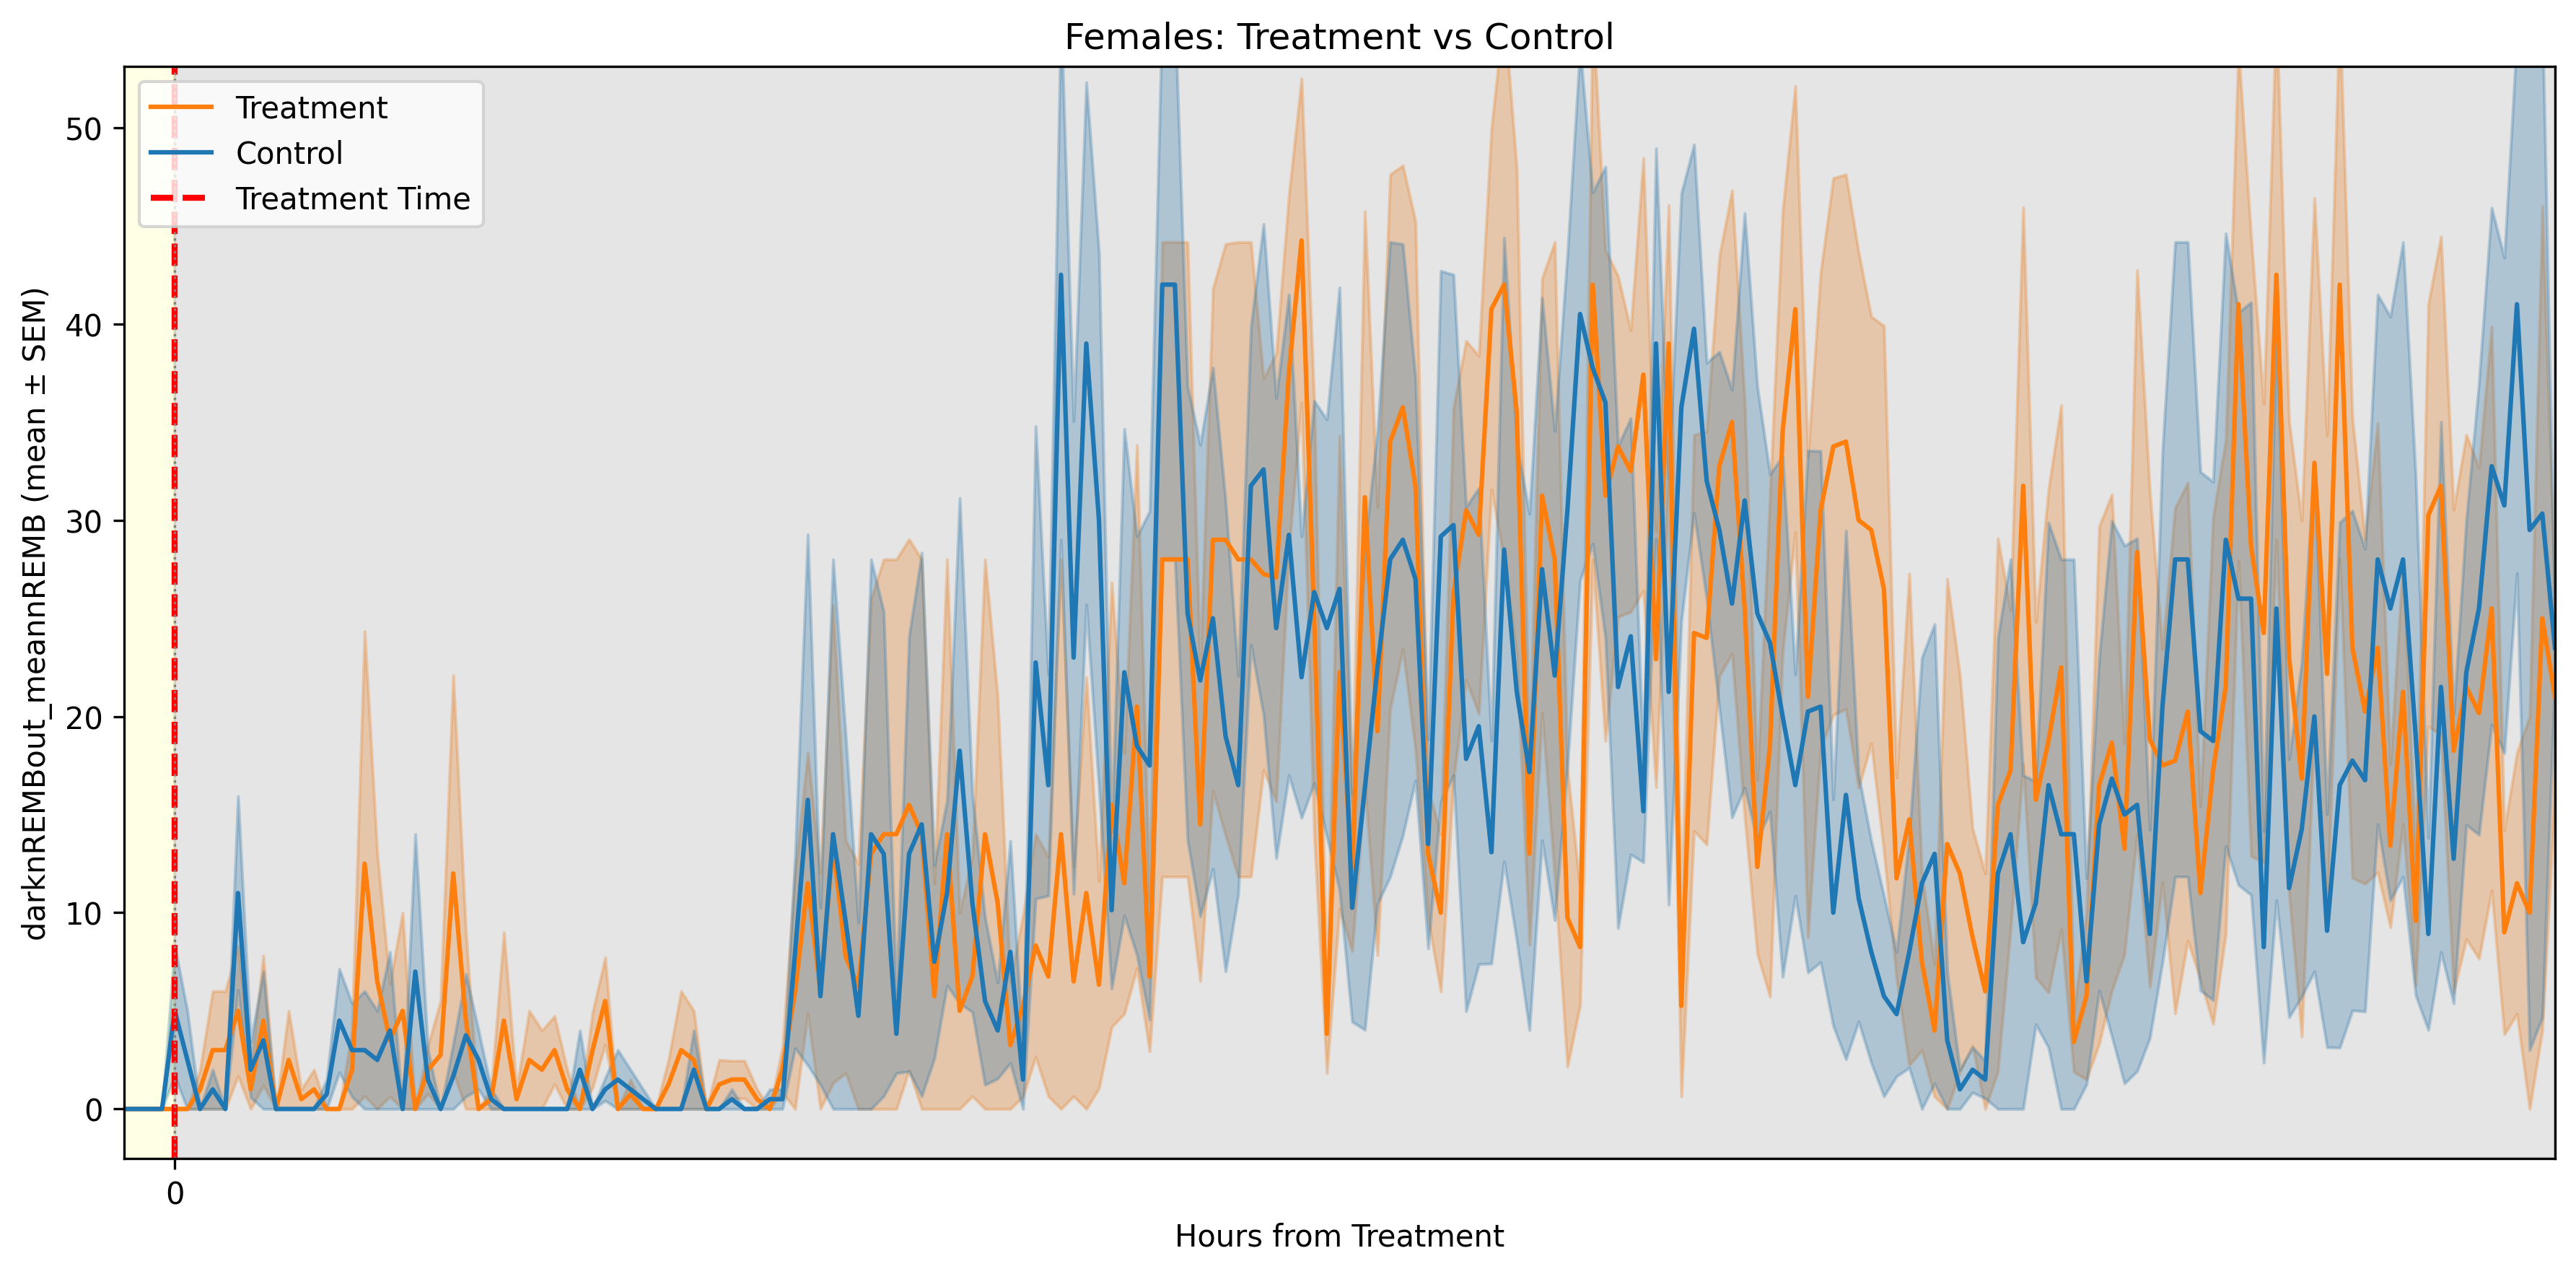 Females: Treatment vs Control
Treatment
Control
Treatment Time
darknREMBout_meannREMB (mean ± SEM)
50
40
30
20
10
0
0
Hours from Treatment